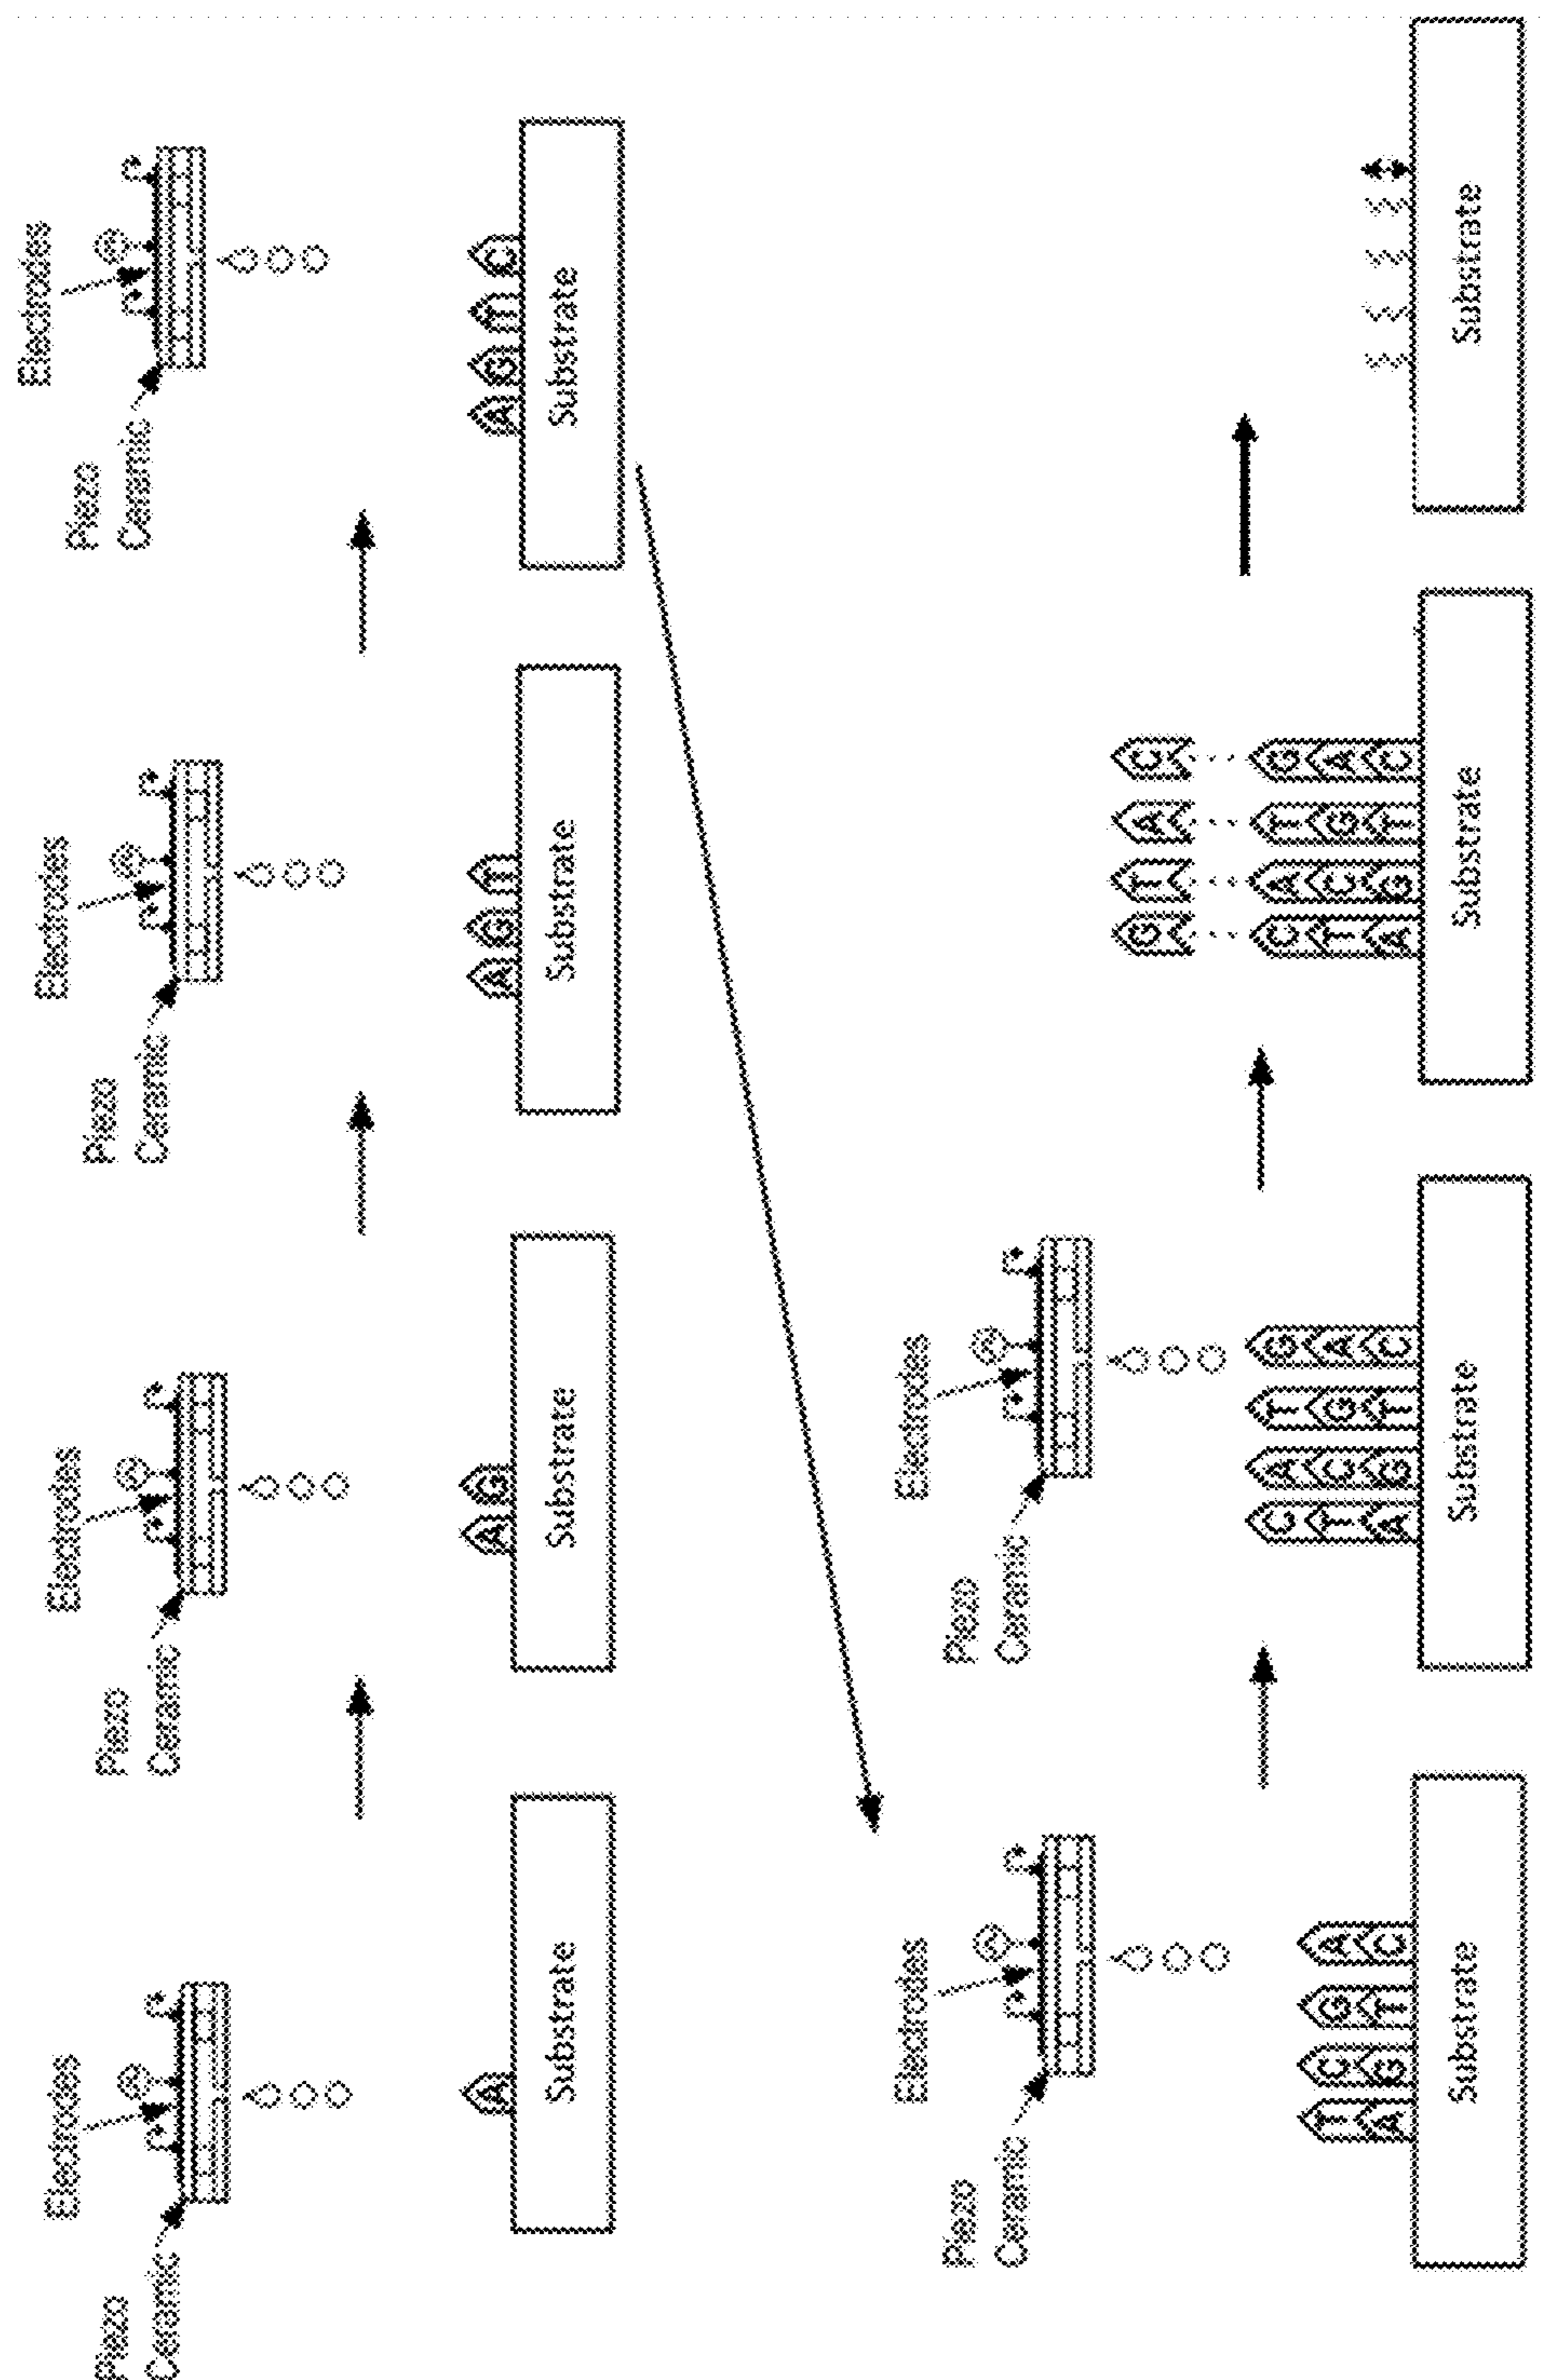 Electrodes
Piezo
Ceramic
A
Substrate
Electrodes
Piezo
Ceramic
A G
Substrate
Electrodes
Piezo
Ceramic
A G T
Substrate
Electrodes
Piezo
Ceramic
A G T C
Substrate
Electrodes
Piezo
Ceramic
T C G A
A G T C
Substrate
Electrodes
Piezo
Ceramic
C A T G
T C G A
A G T C
Substrate
G T A C
C A T G
T C G A
A G T C
Substrate
Substrate